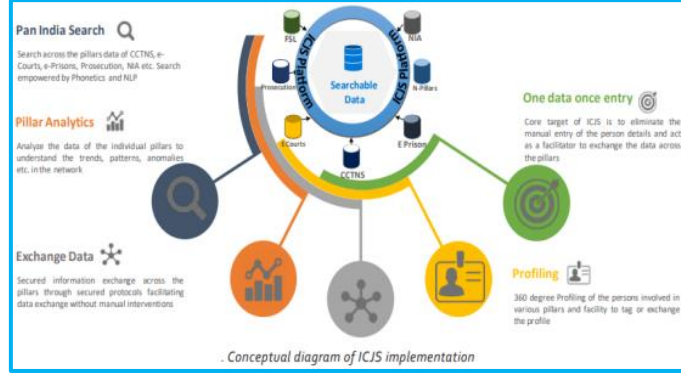 Pan India Search
Search across the pillars data of CCTNS, e-
Courts, e-Prisons, Prosecution, NIA etc. Search
empowered by Phonetics and NLP
Pillar Analytics
Analyze the data of the individual pillars to
understand the trends, patterns, anomalies
etc. in the network
Exchange Data
Secured information exchange across the
pillars through secured protocols facilitating
data exchange without manual interventions
FSL
NIA
ICJS Platform
ICJS Platform
Searchable
Data
Prosecution
N-Pillars
ECourts
E Prison
CCTNS
One data once entry
Core target of ICJS is to eliminate the
manual entry of the person details and act
as a facilitator to exchange the data across
the pillars
Profiling
360 degree Profiling of the persons involved in
various pillars and facility to tag or exchange
the profile
. Conceptual diagram of ICJS implementation